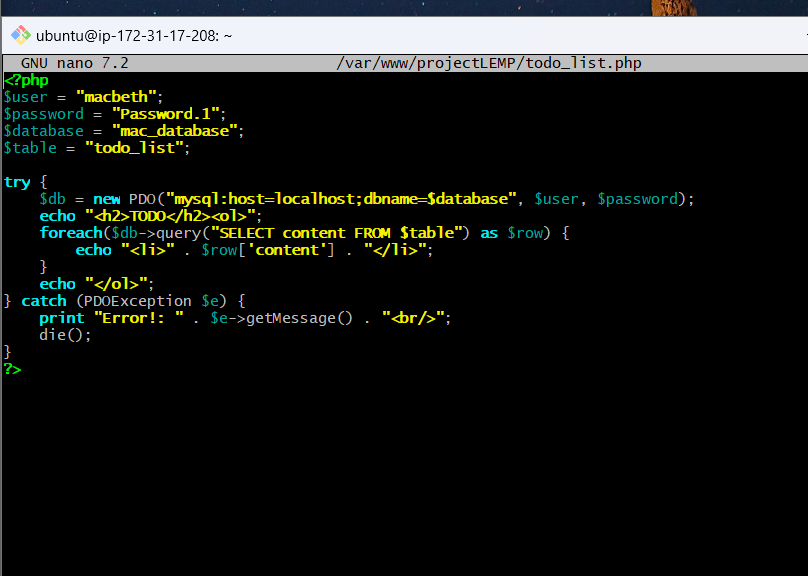 ubuntu@ip-172-31-17-208: ~
GNU nano 7.2 /var/www/projectLEMP/todo_list.php
<?php
$user = "macbeth";
$password = "Password.1";
$database = "mac_database";
$table = "todo_list";

try {
    $db = new PDO("mysql:host=localhost;dbname=$database", $user, $password);
    echo "<h2>TODO</h2><ol>";
    foreach($db->query("SELECT content FROM $table") as $row) {
        echo "<li>" . $row['content'] . "</li>";
    }
    echo "</ol>";
} catch (PDOException $e) {
    print "Error!: " . $e->getMessage() . "<br/>";
    die();
}
?>